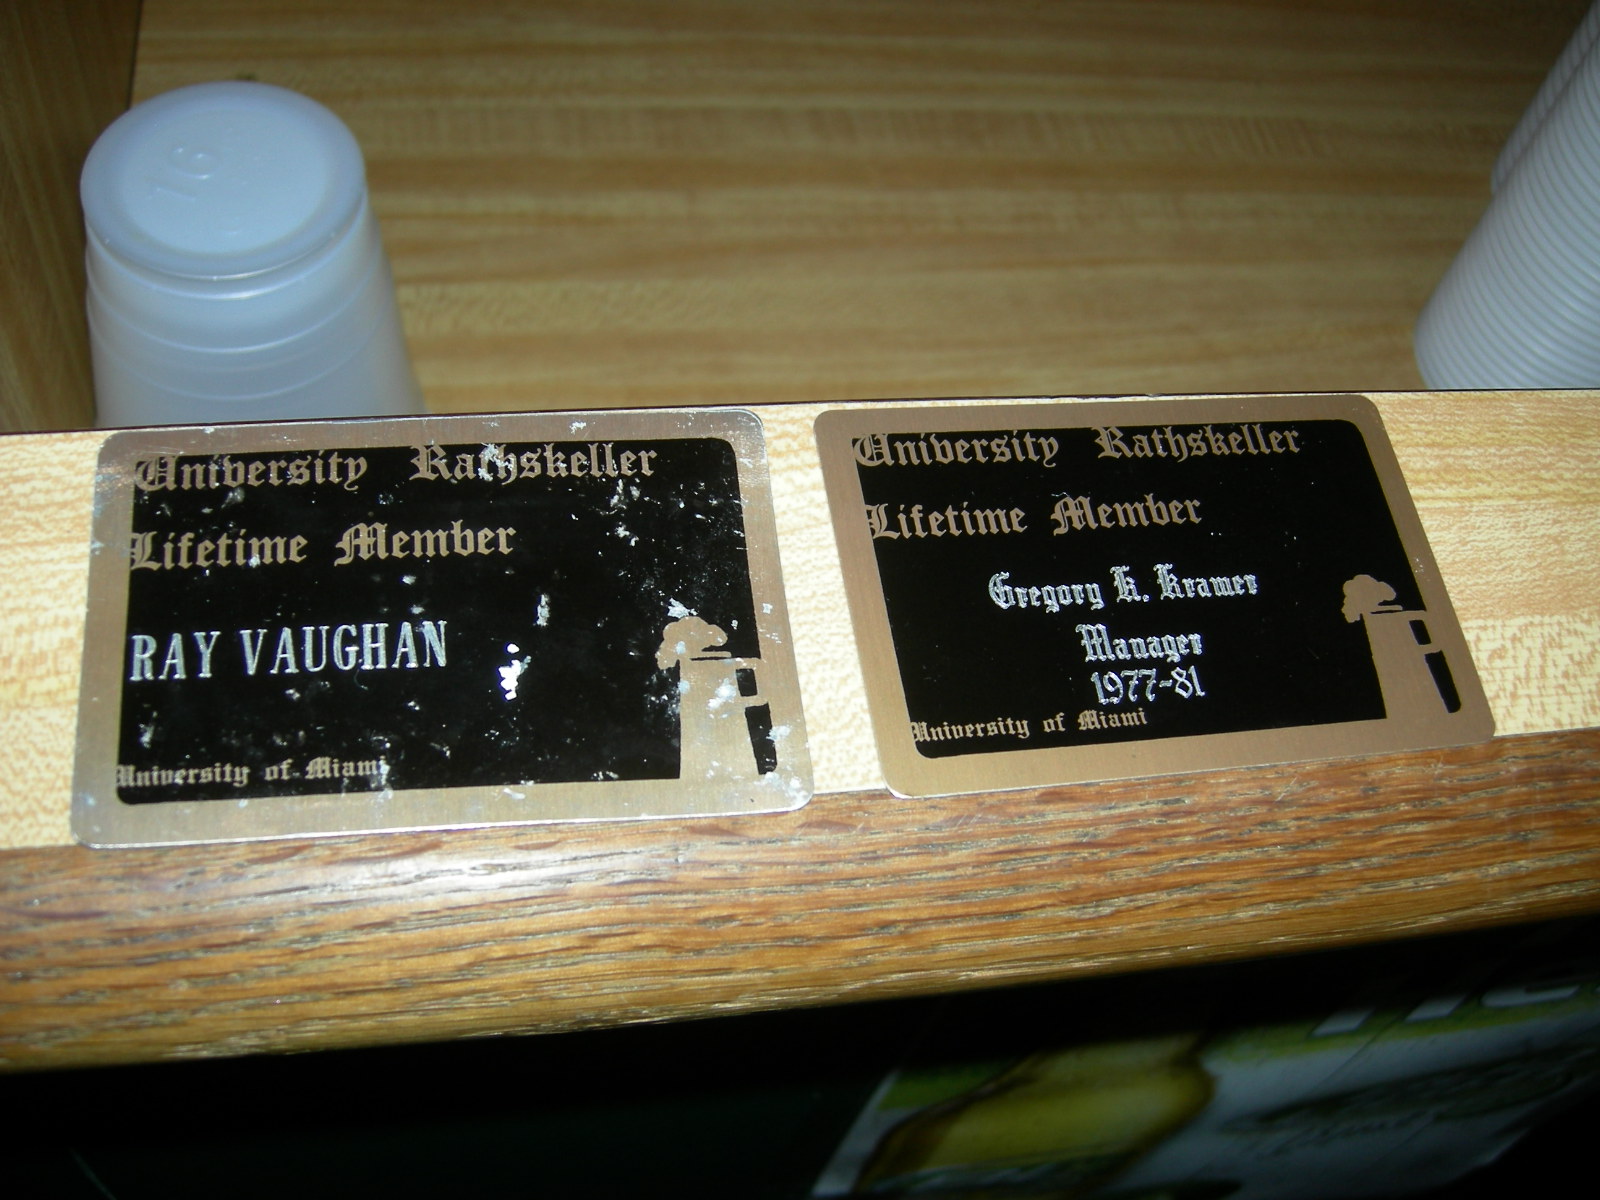 16
University Rathskeller
Lifetime Member
RAY VAUGHAN
University of Miami
University Rathskeller
Lifetime Member
Gregory K. Kramer
Manager
1977-81
University of Miami